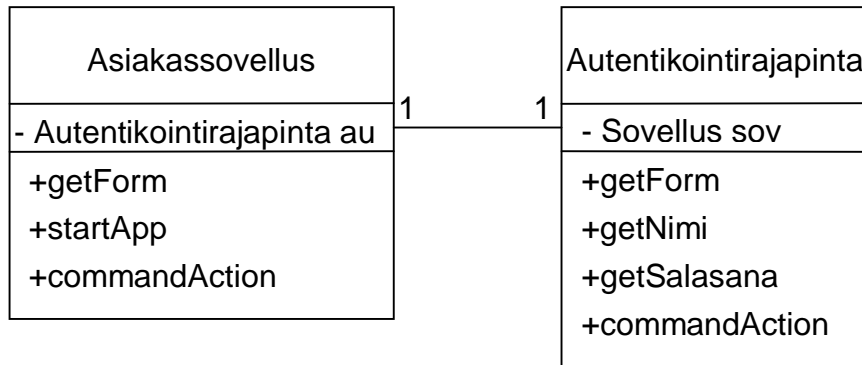 Asiakassovellus
- Autentikointirajapinta au
+getForm
+startApp
+commandAction
1
1
Autentikointirajapinta
- Sovellus sov
+getForm
+getNimi
+getSalasana
+commandAction